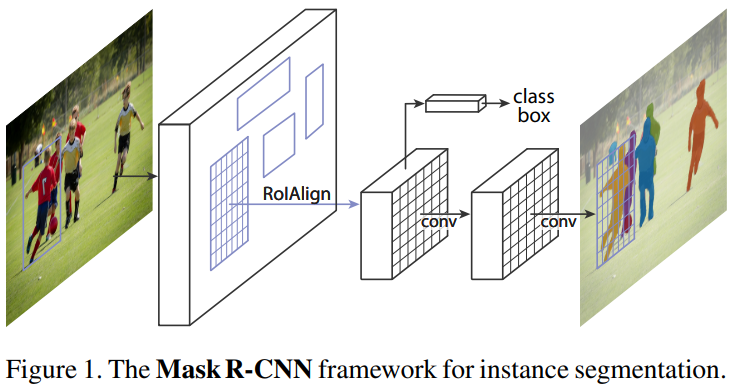 class
box
RoIAlign
conv
conv
Figure 1. The Mask R-CNN framework for instance segmentation.